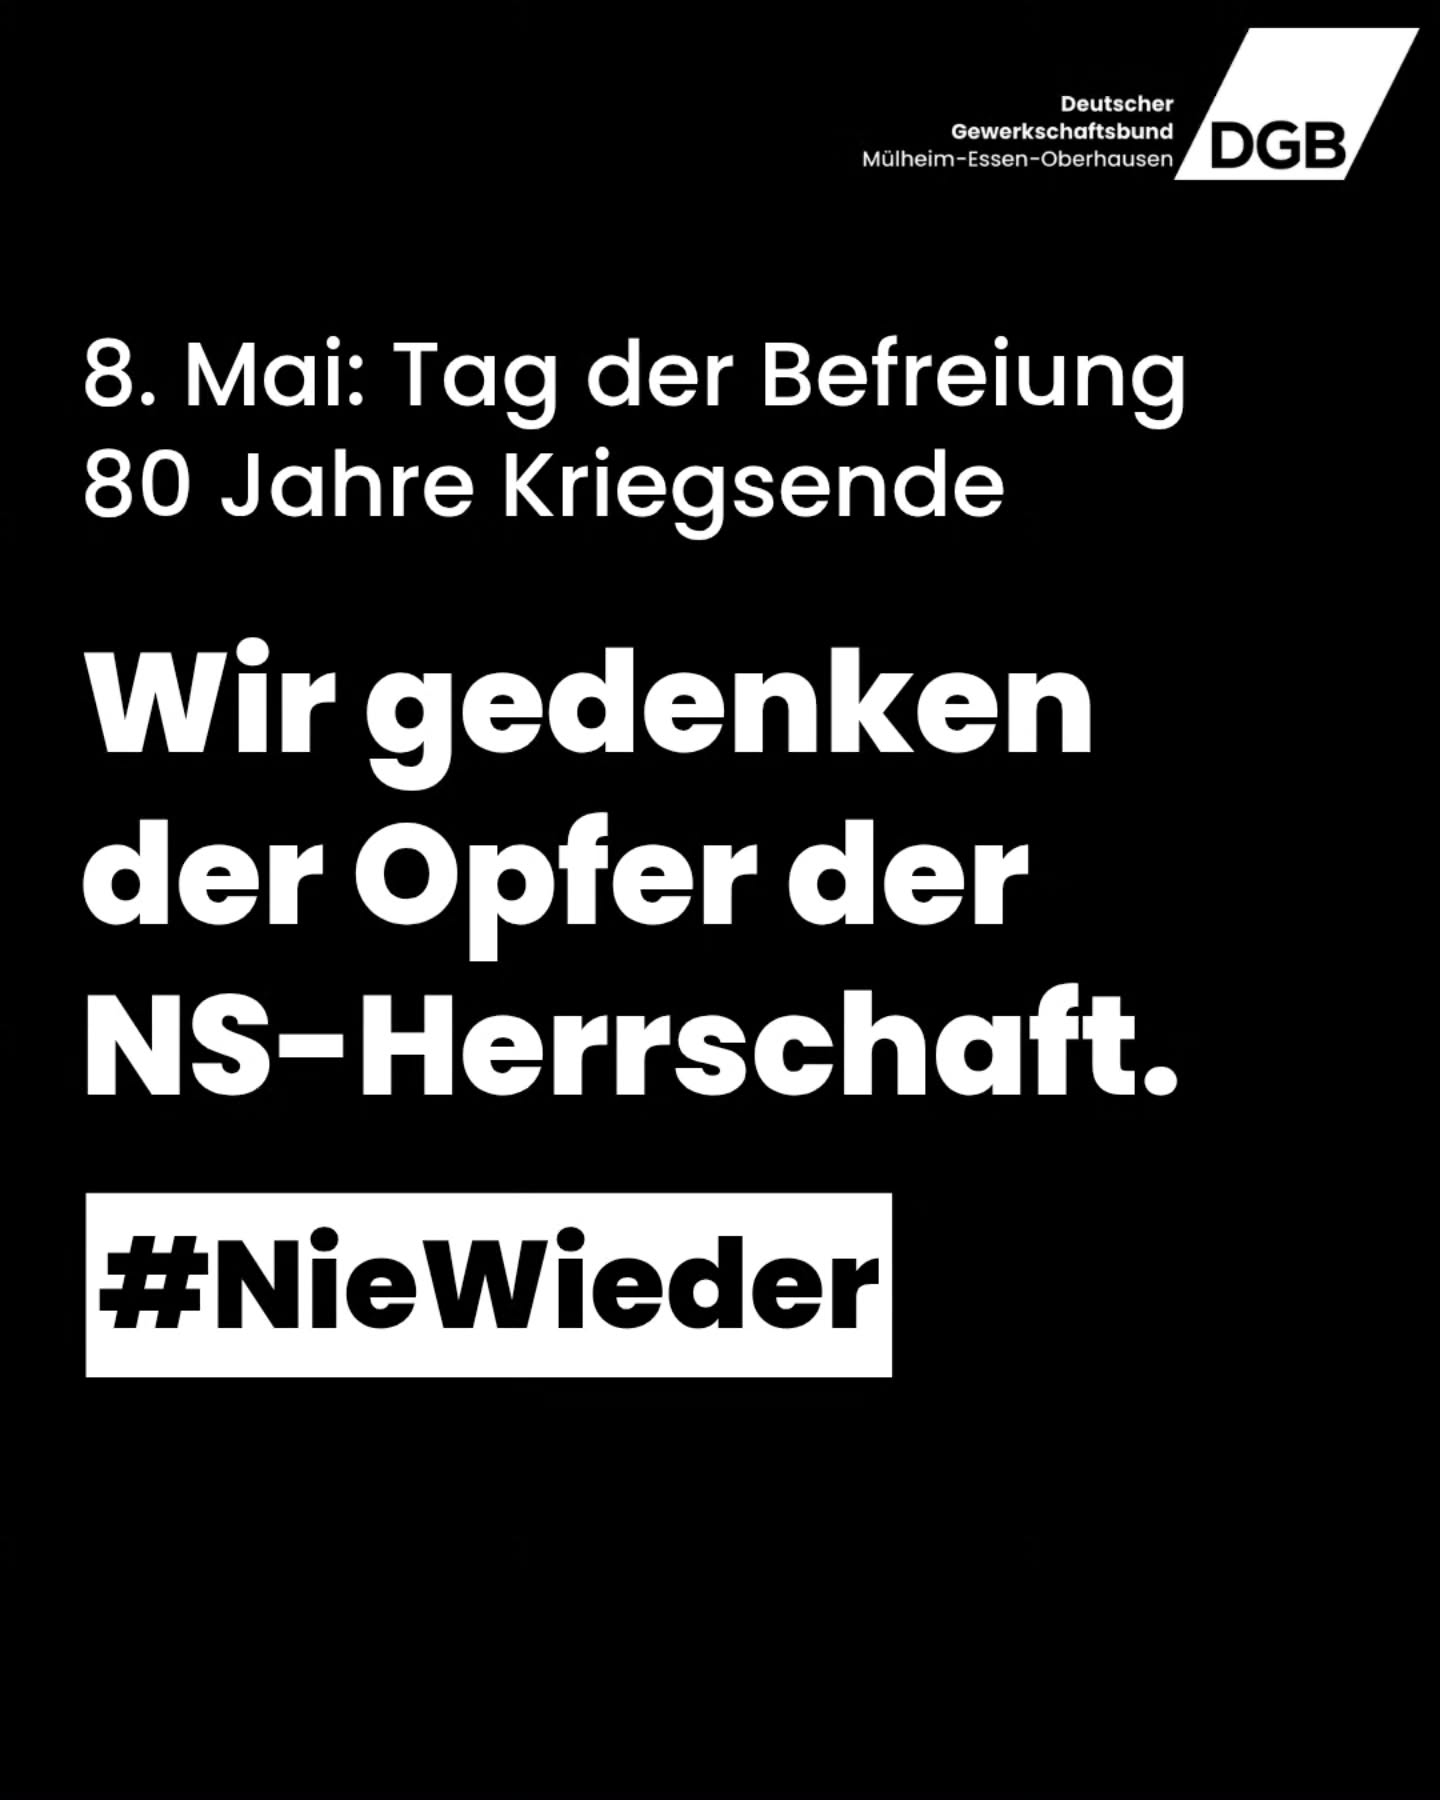 Deutscher
Gewerkschaftsbund
Mülheim-Essen-Oberhausen
DGB
8. Mai: Tag der Befreiung
80 Jahre Kriegsende
Wir gedenken
der Opfer der
NS-Herrschaft.
#NieWieder